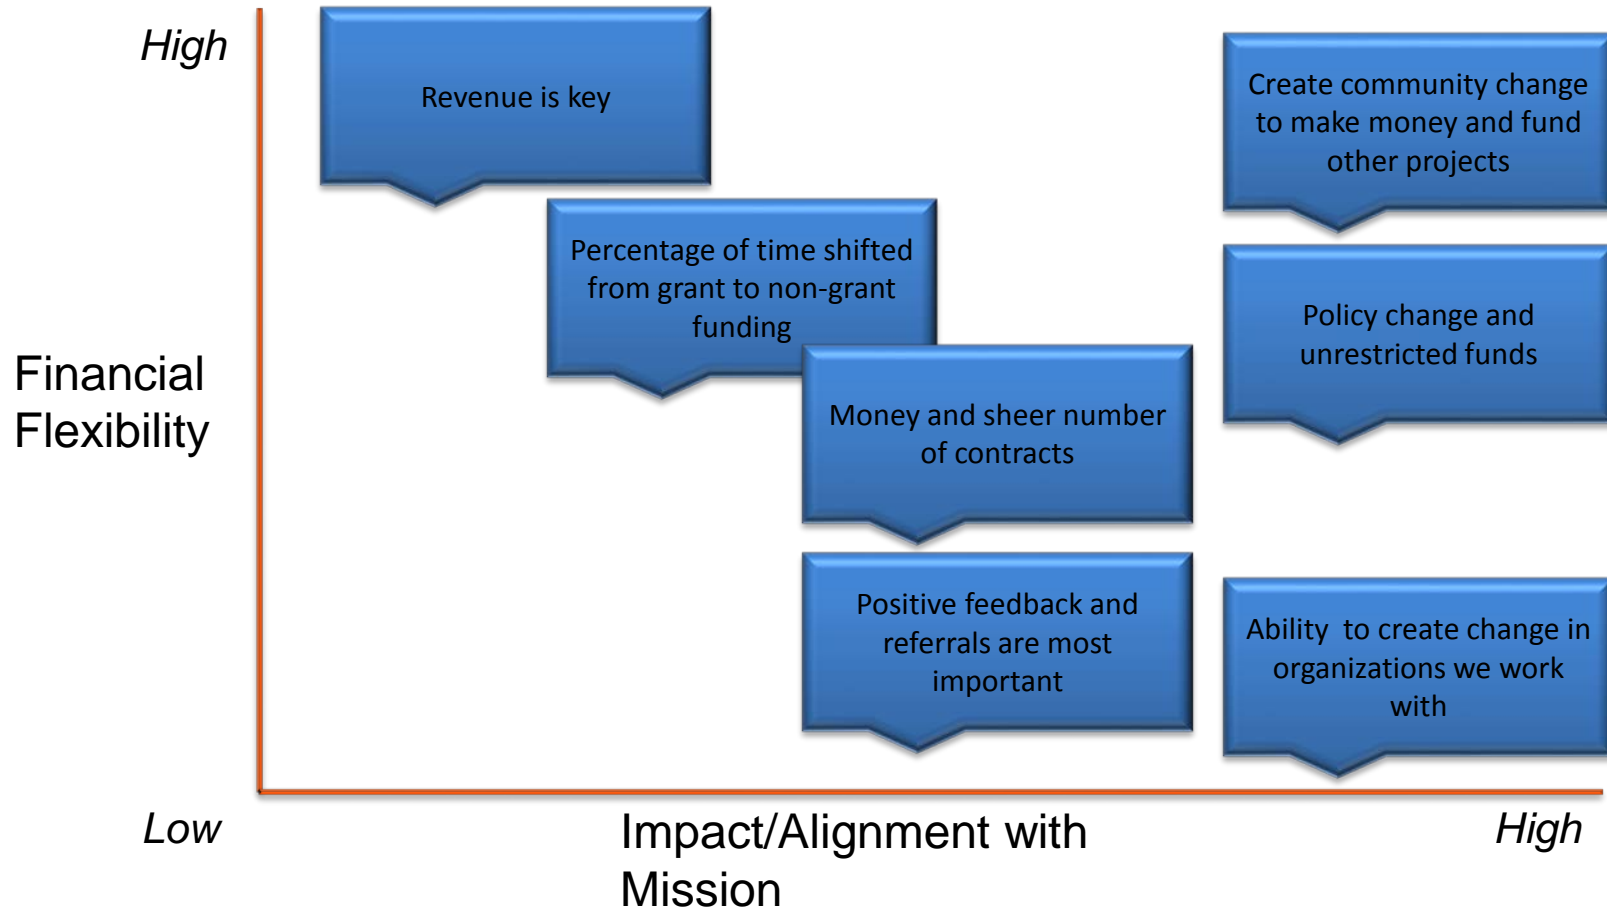 High
Revenue is key
Create community change
to make money and fund
other projects
Percentage of time shifted
from grant to non-grant
funding
Policy change and
unrestricted funds
Financial
Flexibility
Money and sheer number
of contracts
Positive feedback and
referrals are most
important
Ability  to create change in
organizations we work
with
Low
Impact/Alignment with
Mission
High